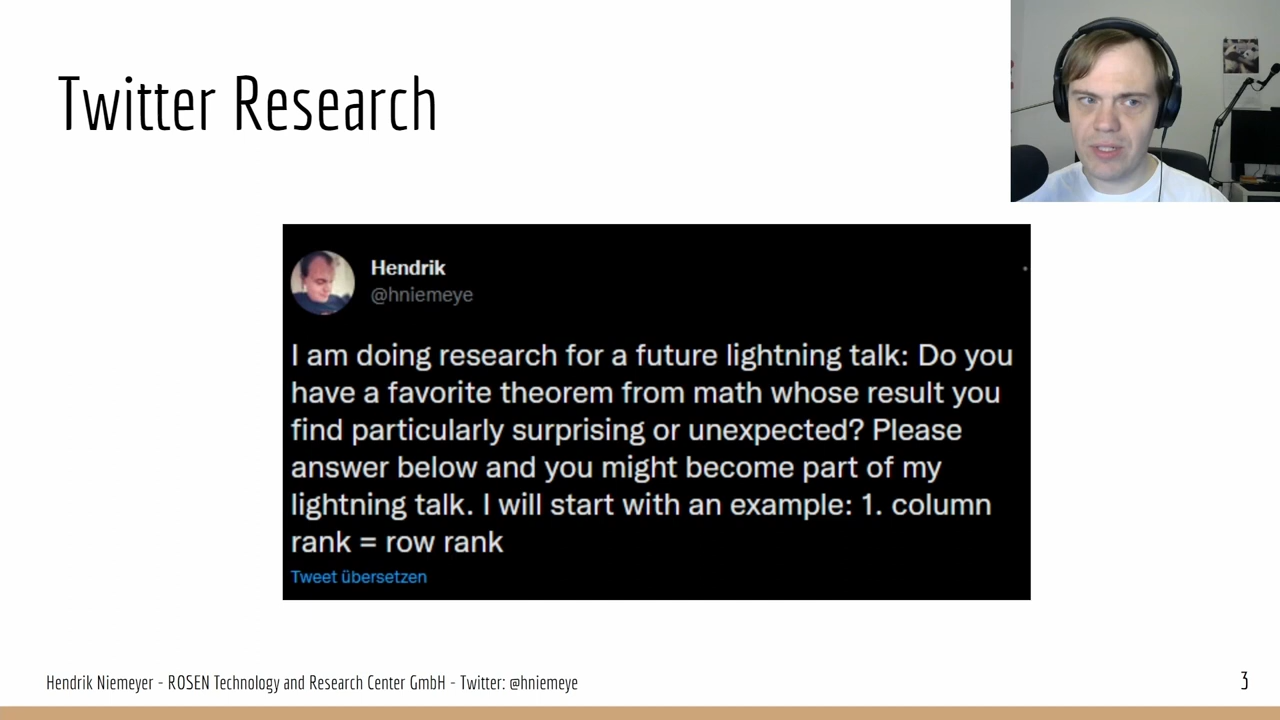 Twitter Research
Hendrik
@hniemeye
I am doing research for a future lightning talk: Do you
have a favorite theorem from math whose result you
find particularly surprising or unexpected? Please
answer below and you might become part of my
lightning talk. I will start with an example: 1. column
rank = row rank
Tweet übersetzen
Hendrik Niemeyer - ROSEN Technology and Research Center GmbH - Twitter: @hniemeye
3